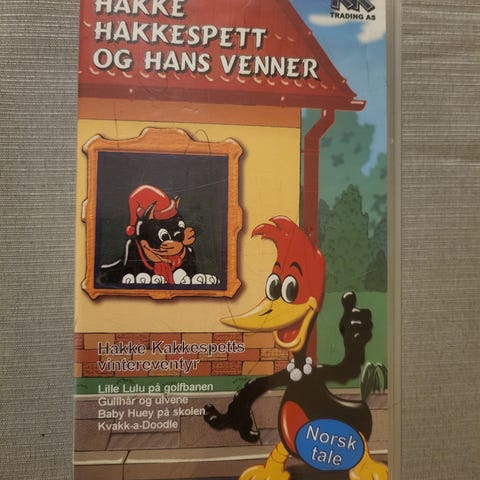 HAKKE
HAKKESPETT
OG HANS VENNER
KK
TRADING AS
Hakke Kakkespetts
vintereventyr
Lille Lulu på golfbanen
Gullhår og ulvene
Baby Huey på skolen
Kvakk-a-Doodle
Norsk
tale